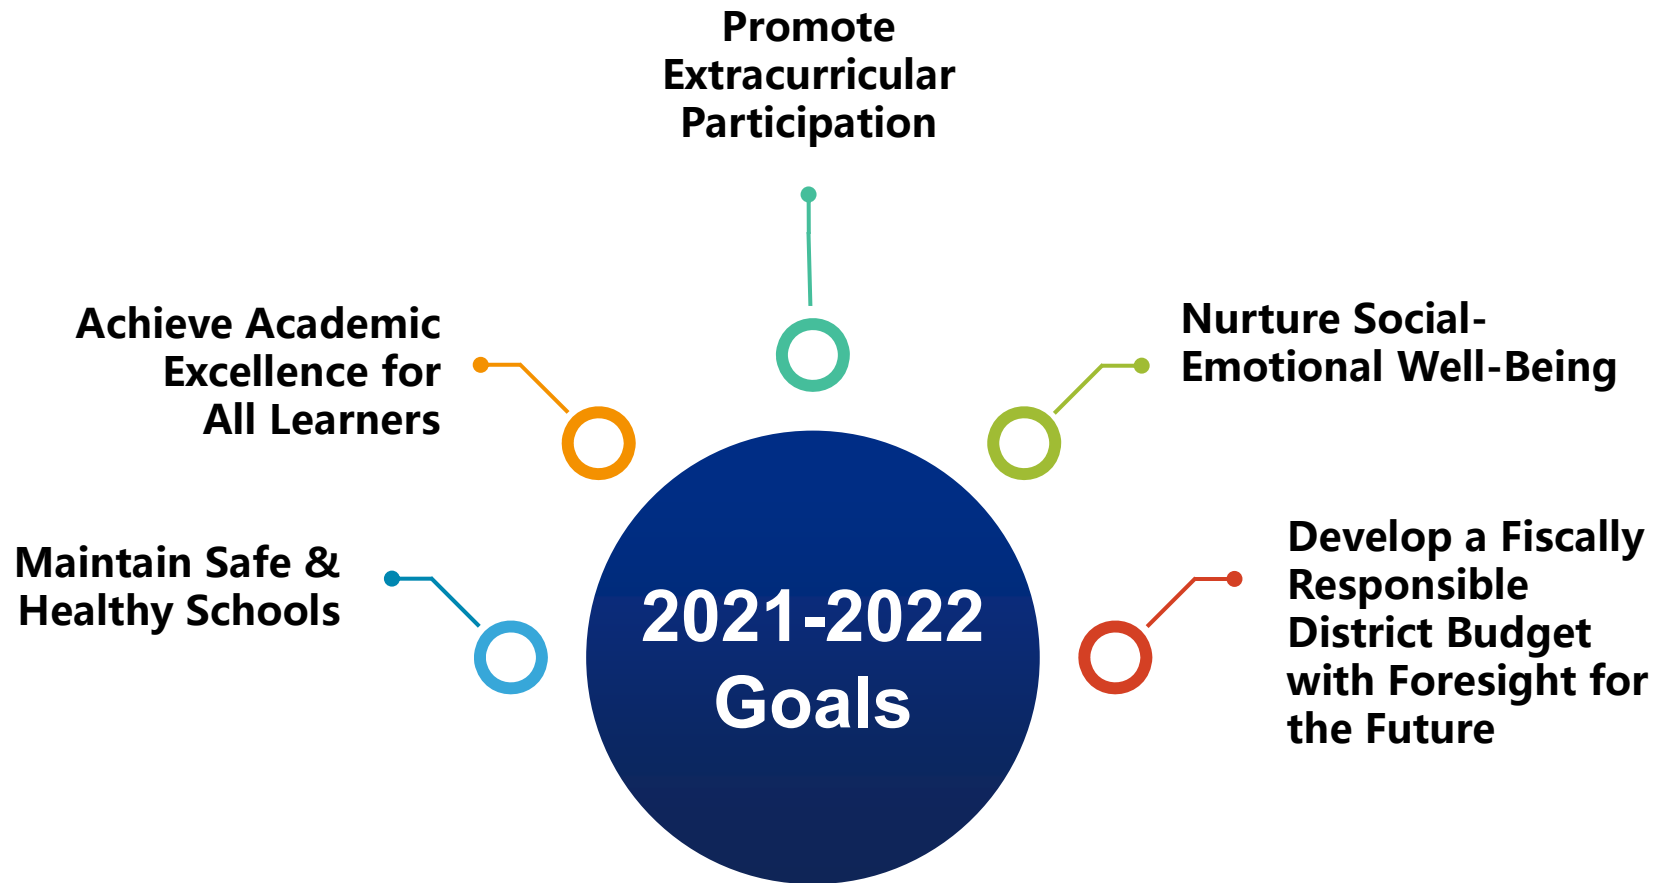 Promote
Extracurricular
Participation
Achieve Academic
Excellence for
All Learners
Nurture Social-
Emotional Well-Being
Maintain Safe &
Healthy Schools
Develop a Fiscally
Responsible
District Budget
with Foresight for
the Future
2021-2022
Goals